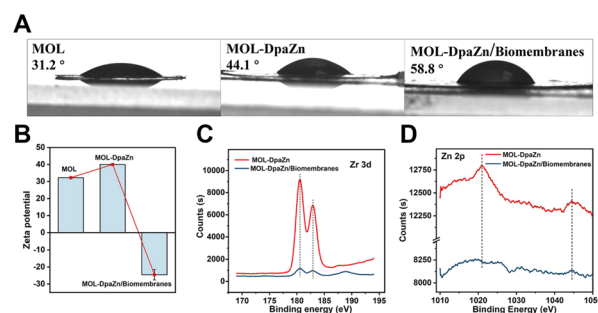 A
MOL
31.2 °
MOL-DpaZn
44.1 °
MOL-DpaZn/Biomembranes
58.8 °
B
Zeta potential
50
40
30
20
10
0
-10
-20
-30
MOL
MOL-DpaZn
MOL-DpaZn/Biomembranes
C
Counts (s)
10000
8000
6000
4000
2000
0
MOL-DpaZn
Zr 3d
MOL-DpaZn/Biomembranes
170
175
180
185
190
195
Binding energy (eV)
D
Zn 2p
Counts (s)
12750
12500
12250
8250
8000
MOL-DpaZn
MOL-DpaZn/Biomembranes
1010
1020
1030
1040
105
Binding Energy (eV)